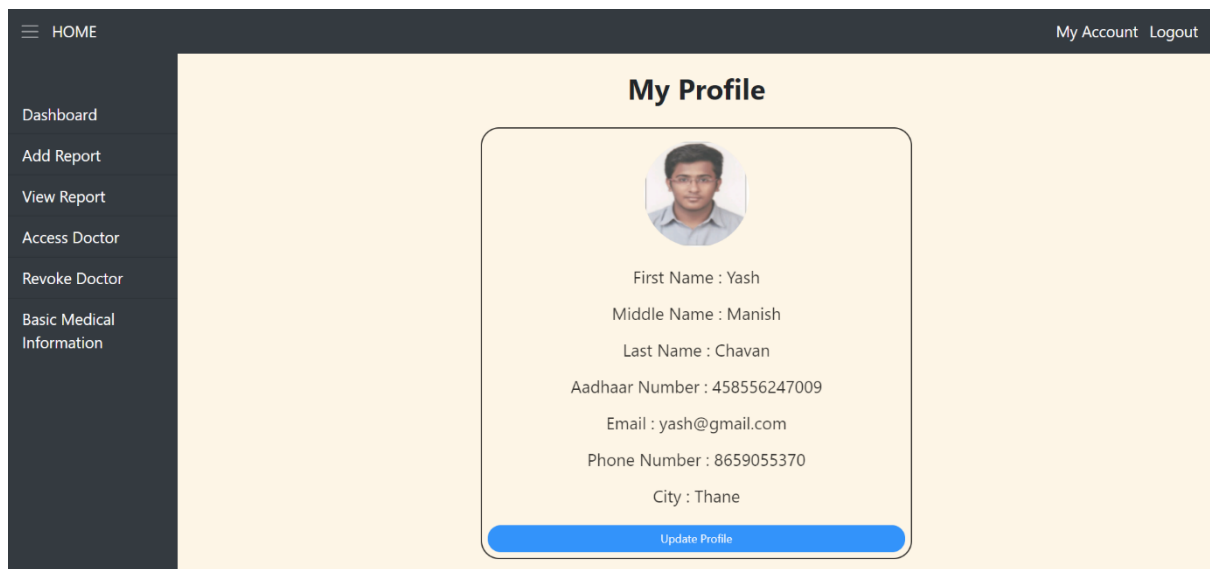 HOME
My Account Logout
Dashboard
Add Report
View Report
Access Doctor
Revoke Doctor
Basic Medical
Information
My Profile
First Name : Yash
Middle Name : Manish
Last Name : Chavan
Aadhaar Number : 458556247009
Email : yash@gmail.com
Phone Number : 8659055370
City : Thane
Update Profile